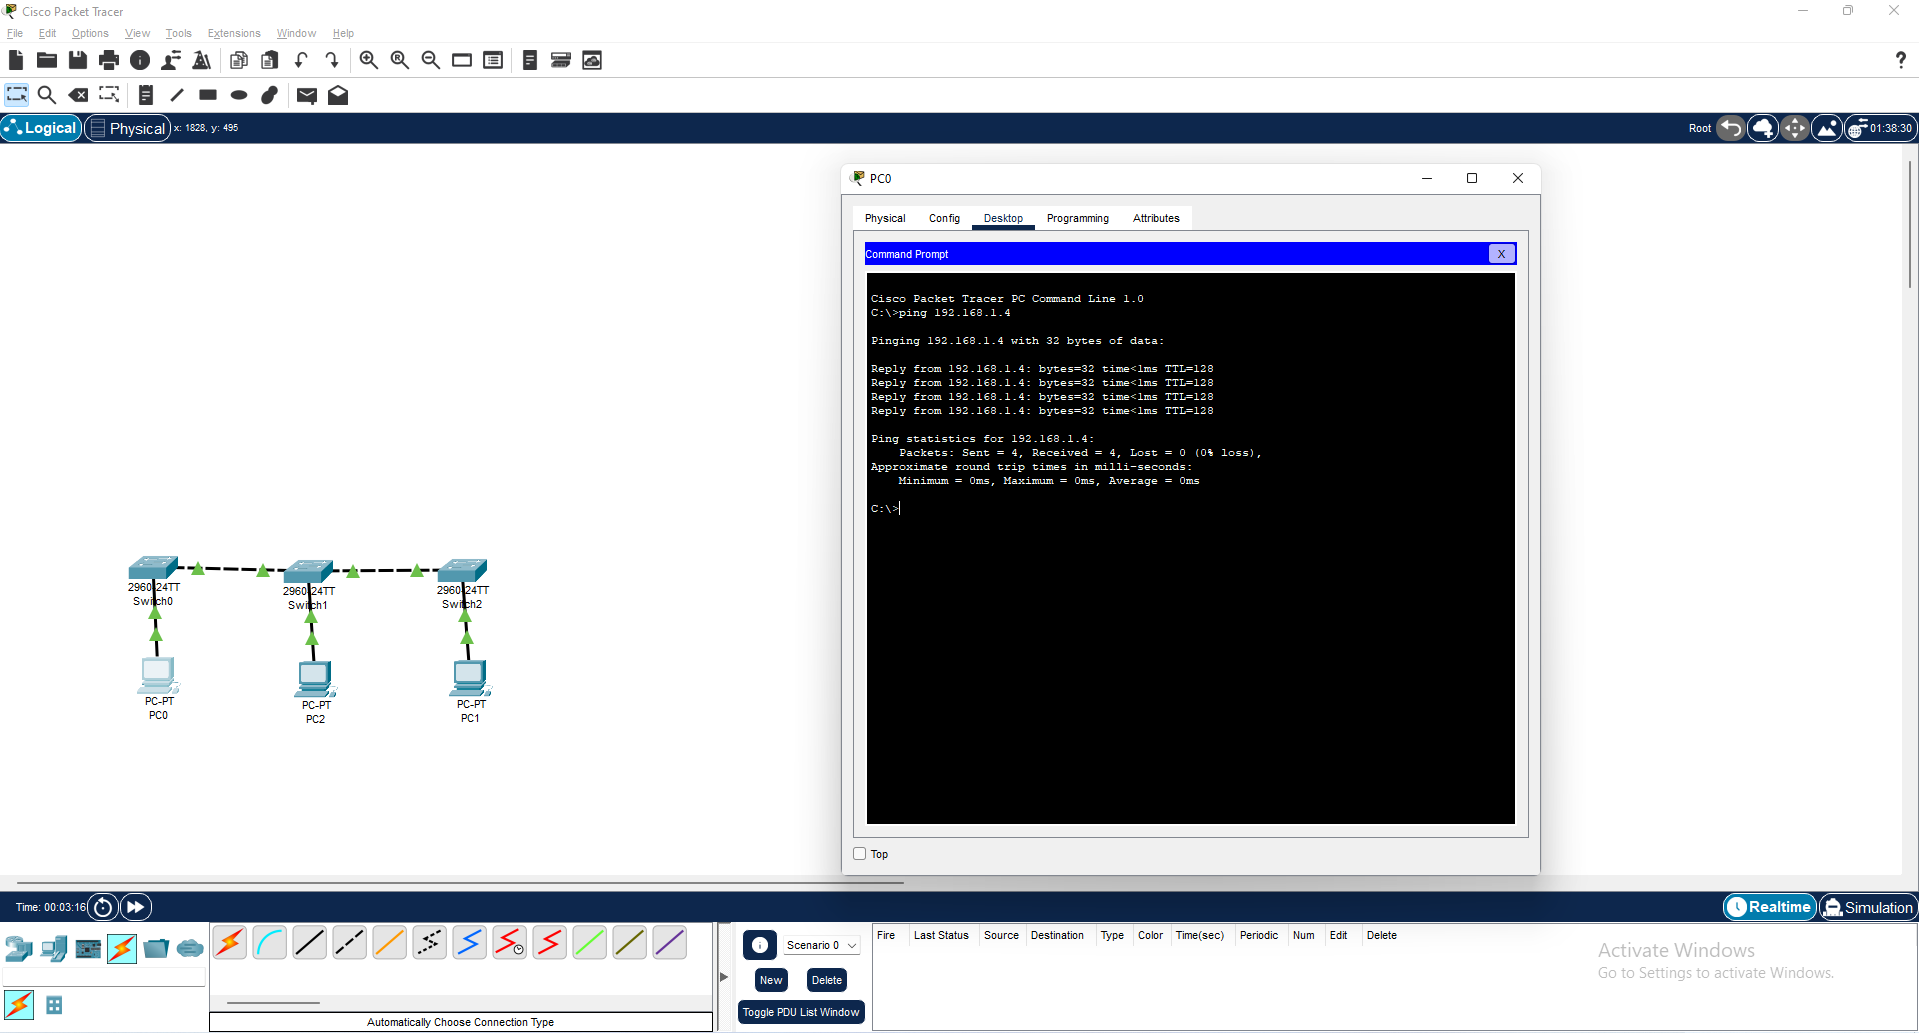 Cisco Packet Tracer
File Edit Options View Tools Extensions Window Help
Logical Physical x: 1828, y: 495 Root 01:38:30
PC0
Physical Config Desktop Programming Attributes
Command Prompt X
Cisco Packet Tracer PC Command Line 1.0
C:\>ping 192.168.1.4
Pinging 192.168.1.4 with 32 bytes of data:
Reply from 192.168.1.4: bytes=32 time<1ms TTL=128
Reply from 192.168.1.4: bytes=32 time<1ms TTL=128
Reply from 192.168.1.4: bytes=32 time<1ms TTL=128
Reply from 192.168.1.4: bytes=32 time<1ms TTL=128
Ping statistics for 192.168.1.4:
Packets: Sent = 4, Received = 4, Lost = 0 (0% loss),
Approximate round trip times in milli-seconds:
Minimum = 0ms, Maximum = 0ms, Average = 0ms
C:\>
2960-24TT
Switch0
2960-24TT
Switch1
2960-24TT
Switch2
PC-PT
PC0
PC-PT
PC2
PC-PT
PC1
Top
Time: 00:03:16 Realtime Simulation
Scenario 0
New Delete
Toggle PDU List Window
Fire Last Status Source Destination Type Color Time(sec) Periodic Num Edit Delete
Automatically Choose Connection Type
Activate Windows
Go to Settings to activate Windows.